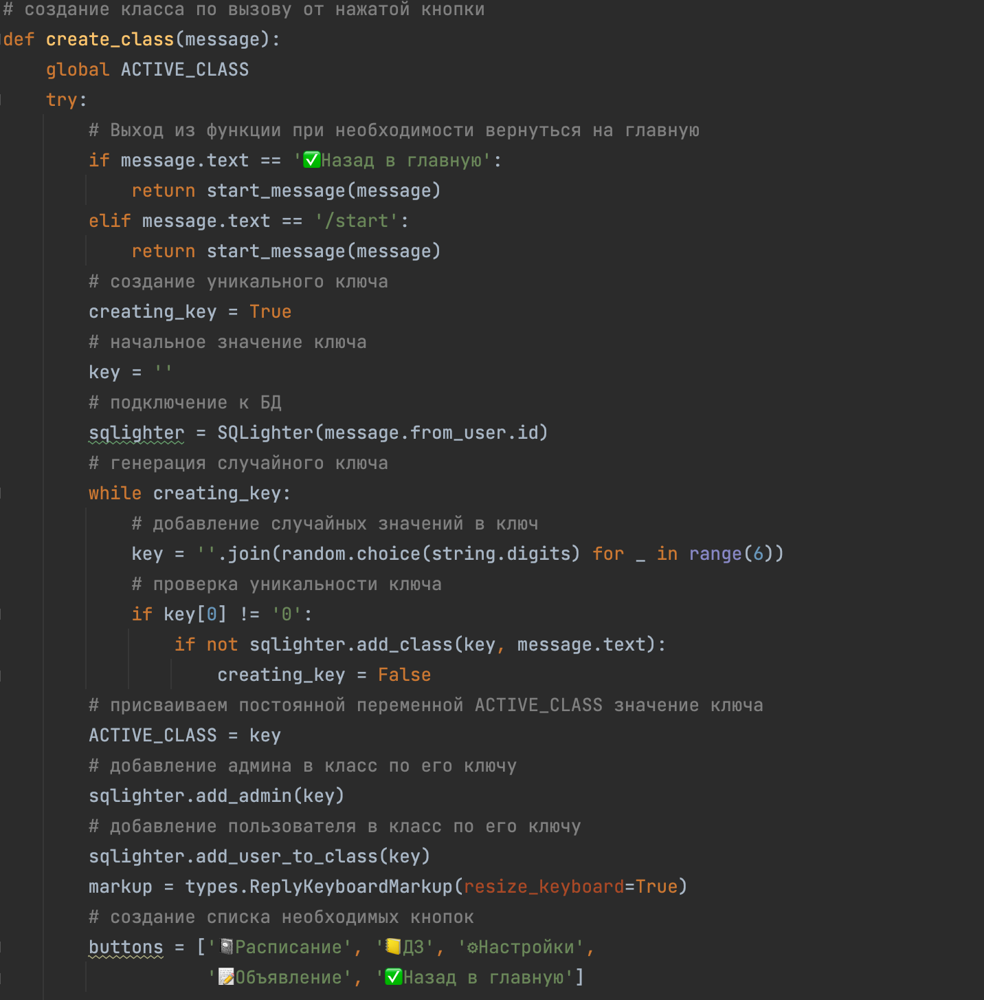 # создание класса по вызову от нажатой кнопки
def create_class(message):
    global ACTIVE_CLASS
    try:
        # Выход из функции при необходимости вернуться на главную
        if message.text == '✅Назад в главную':
            return start_message(message)
        elif message.text == '/start':
            return start_message(message)
        # создание уникального ключа
        creating_key = True
        # начальное значение ключа
        key = ''
        # подключение к БД
        sqlighter = SQLighter(message.from_user.id)
        # генерация случайного ключа
        while creating_key:
            # добавление случайных значений в ключ
            key = ''.join(random.choice(string.digits) for _ in range(6))
            # проверка уникальности ключа
            if key[0] != '0':
                if not sqlighter.add_class(key, message.text):
                    creating_key = False
        # присваиваем постоянной переменной ACTIVE_CLASS значение ключа
        ACTIVE_CLASS = key
        # добавление админа в класс по его ключу
        sqlighter.add_admin(key)
        # добавление пользователя в класс по его ключу
        sqlighter.add_user_to_class(key)
        markup = types.ReplyKeyboardMarkup(resize_keyboard=True)
        # создание списка необходимых кнопок
        buttons = ['📓Расписание', '📒ДЗ', '⚙Настройки',
                   '📝Объявление', '✅Назад в главную']